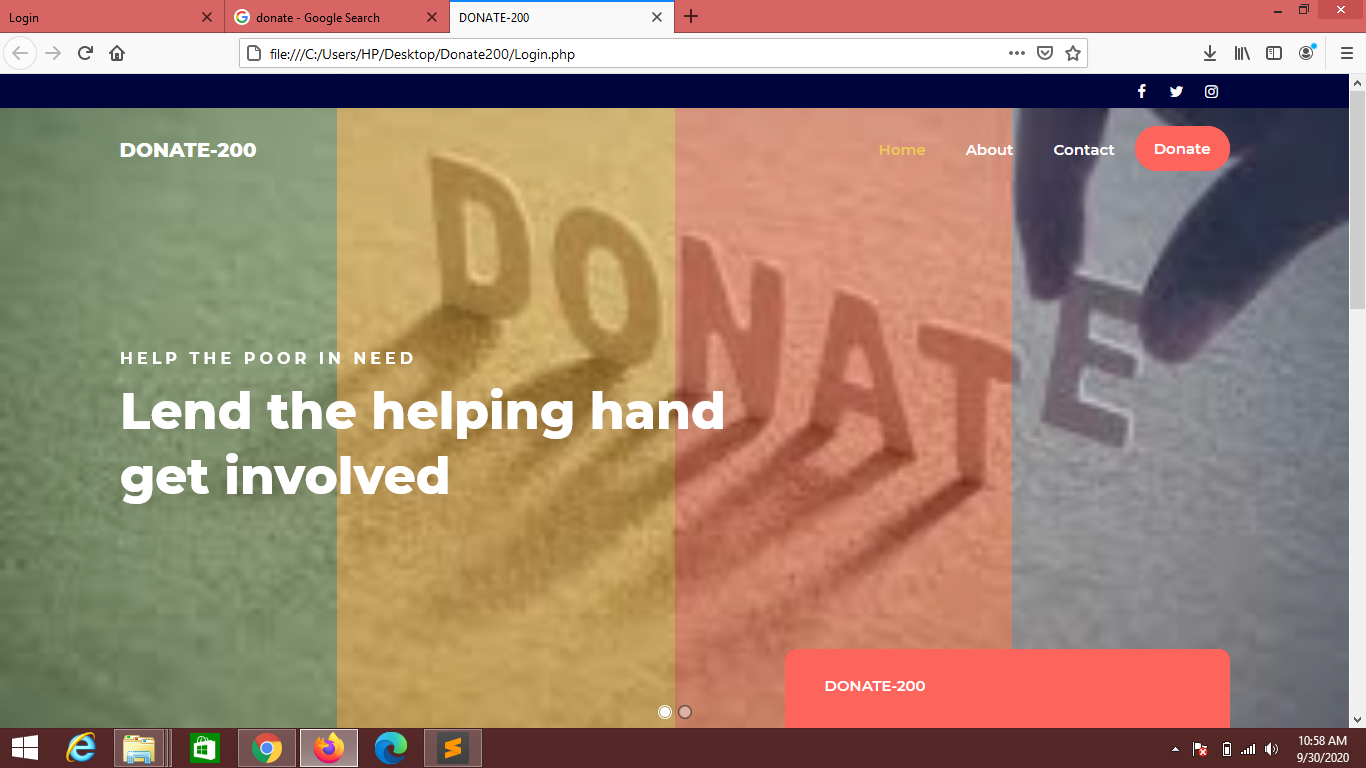 Login
donate - Google Search
DONATE-200
file:///C:/Users/HP/Desktop/Donate200/Login.php
DONATE-200
Home
About
Contact
Donate
DONATE
HELP THE POOR IN NEED
Lend the helping hand
get involved
DONATE-200
10:58 AM
9/30/2020